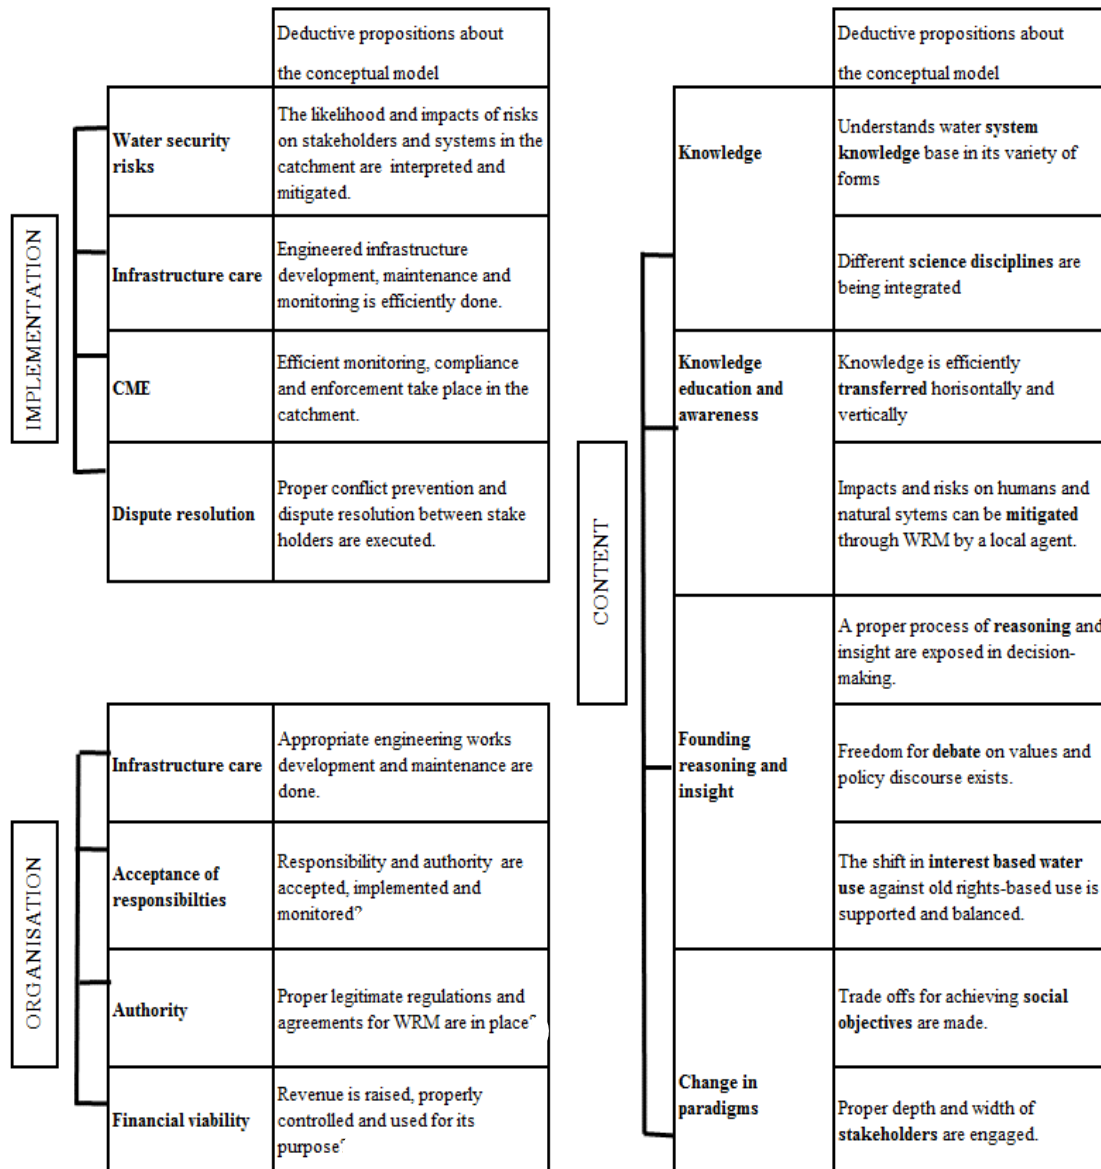 Deductive propositions about
the conceptual model
IMPLEMENTATION
Water security
risks
The likelihood and impacts of risks
on stakeholders and systems in the
catchment are interpreted and
mitigated.
Infrastructure care
Engineered infrastructure
development, maintenance and
monitoring is efficiently done.
CME
Efficient monitoring, compliance
and enforcement take place in the
catchment.
Dispute resolution
Proper conflict prevention and
dispute resolution between stake
holders are executed.
ORGANISATION
Infrastructure care
Appropriate engineering works
development and maintenance are
done.
Acceptance of
responsibilties
Responsibility and authority are
accepted, implemented and
monitored?
Authority
Proper legitimate regulations and
agreements for WRM are in place?
Financial viability
Revenue is raised, properly
controlled and used for its
purpose?
Deductive propositions about
the conceptual model
CONTENT
Knowledge
Understands water system
knowledge base in its variety of
forms
Different science disciplines are
being integrated
Knowledge
education and
awareness
Knowledge is efficiently
transferred horisontally and
vertically
Impacts and risks on humans and
natural sytems can be mitigated
through WRM by a local agent.
Founding
reasoning and
insight
A proper process of reasoning and
insight are exposed in decision-
making.
Freedom for debate on values and
policy discourse exists.
The shift in interest based water
use against old rights-based use is
supported and balanced.
Change in
paradigms
Trade offs for achieving social
objectives are made.
Proper depth and width of
stakeholders are engaged.